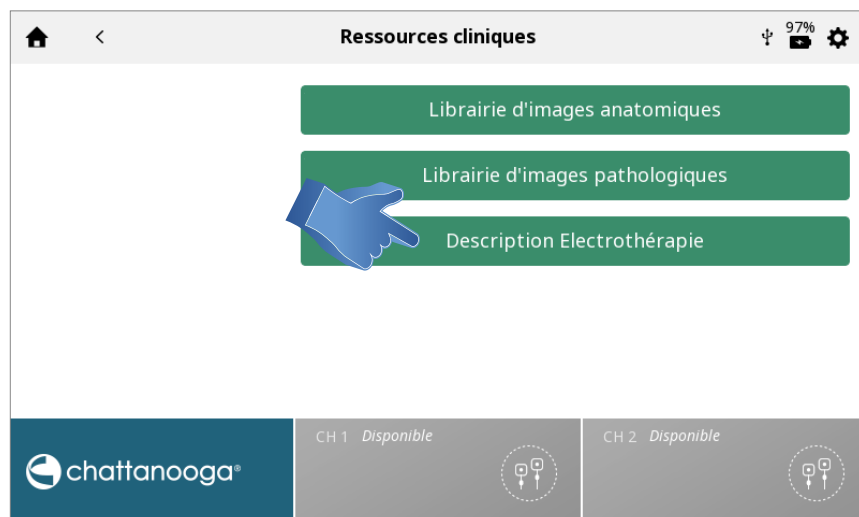 Ressources cliniques
97%
Librairie d'images anatomiques
Librairie d'images pathologiques
Description Electrothérapie
CH 1 Disponible
CH 2 Disponible
chattanooga®